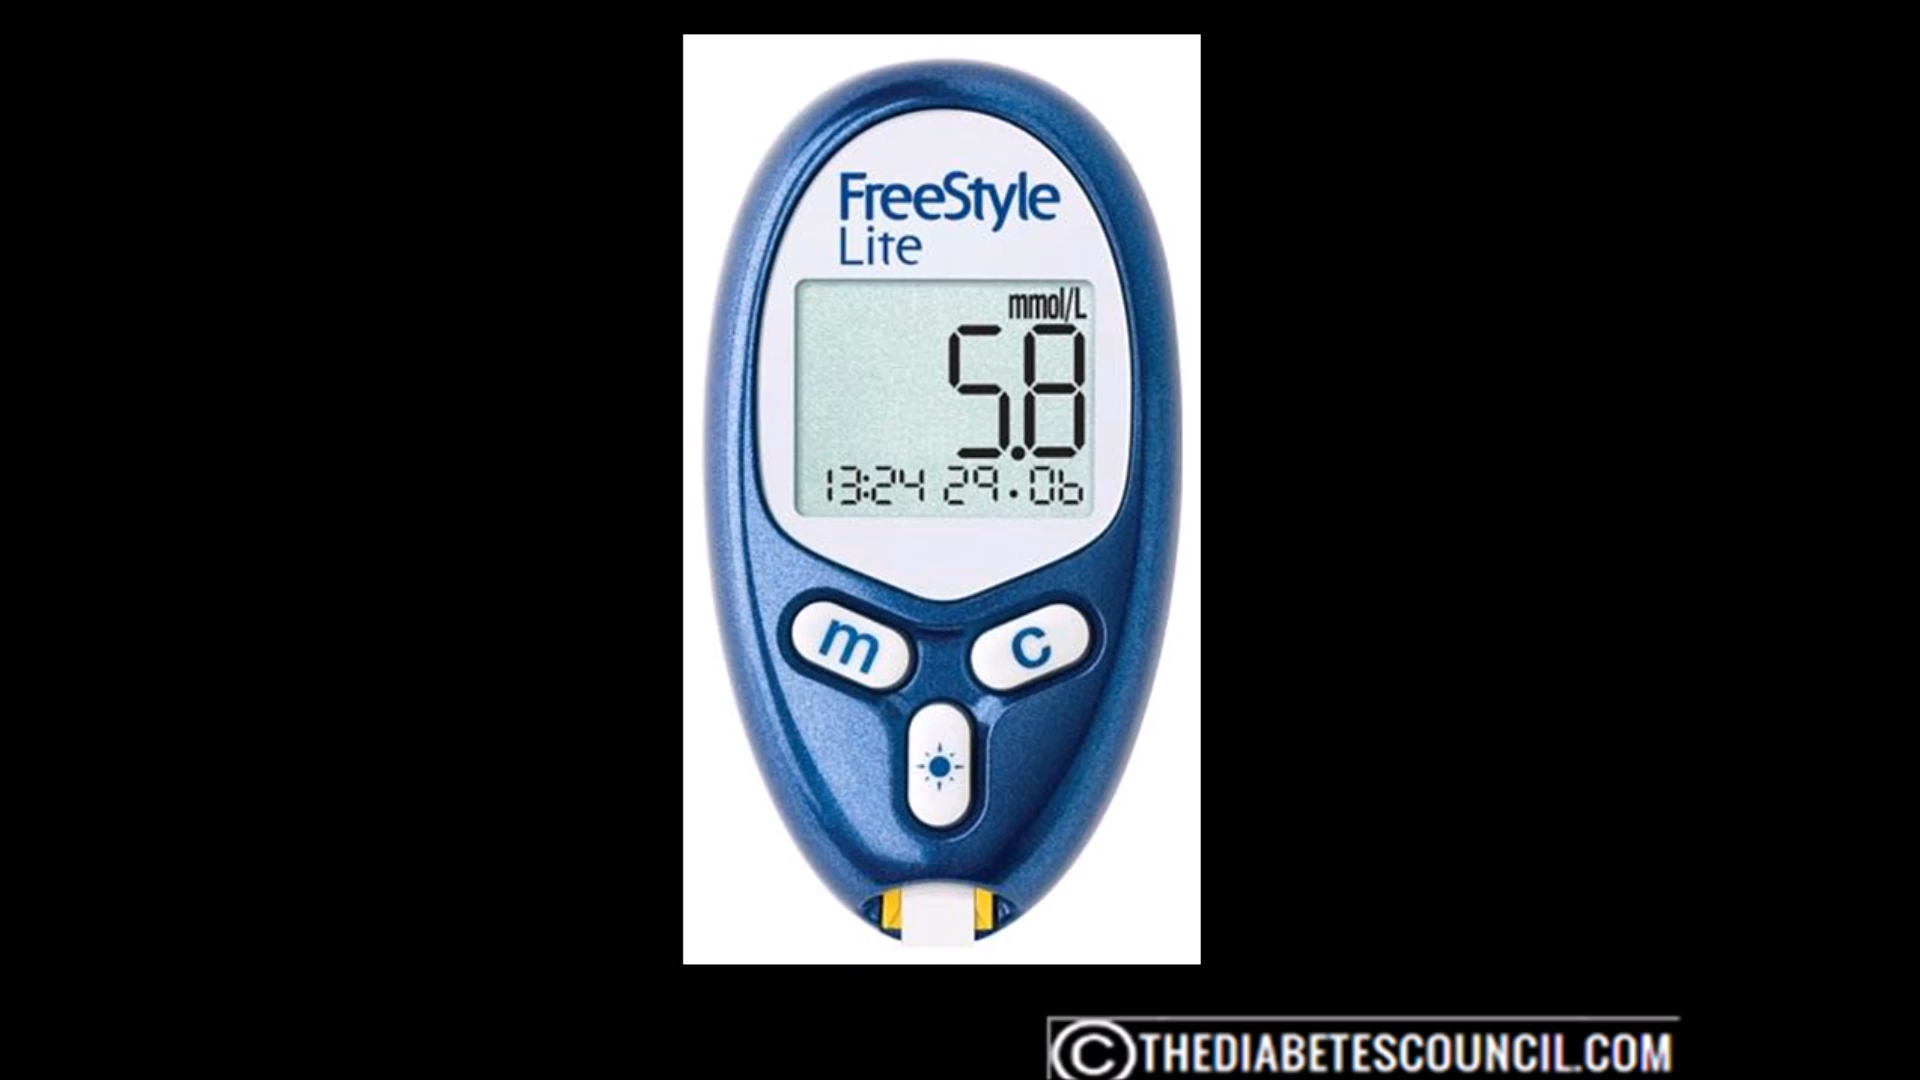 FreeStyle
Lite
mmol/L
5.8
13:24 29.06
m
c
©THEDIABETESCOUNCIL.COM